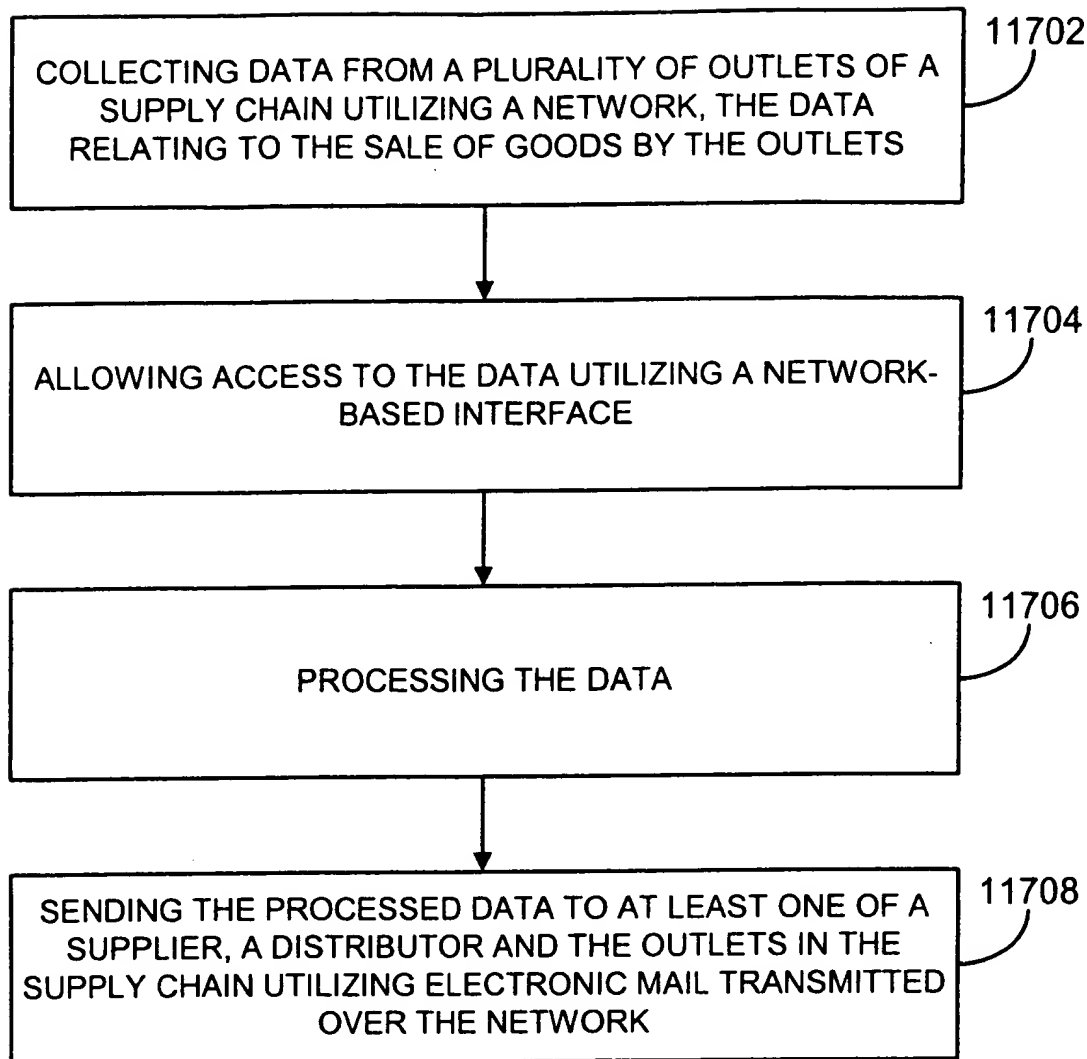 11702
COLLECTING DATA FROM A PLURALITY OF OUTLETS OF A
SUPPLY CHAIN UTILIZING A NETWORK, THE DATA
RELATING TO THE SALE OF GOODS BY THE OUTLETS
11704
ALLOWING ACCESS TO THE DATA UTILIZING A NETWORK-
BASED INTERFACE
11706
PROCESSING THE DATA
11708
SENDING THE PROCESSED DATA TO AT LEAST ONE OF A
SUPPLIER, A DISTRIBUTOR AND THE OUTLETS IN THE
SUPPLY CHAIN UTILIZING ELECTRONIC MAIL TRANSMITTED
OVER THE NETWORK